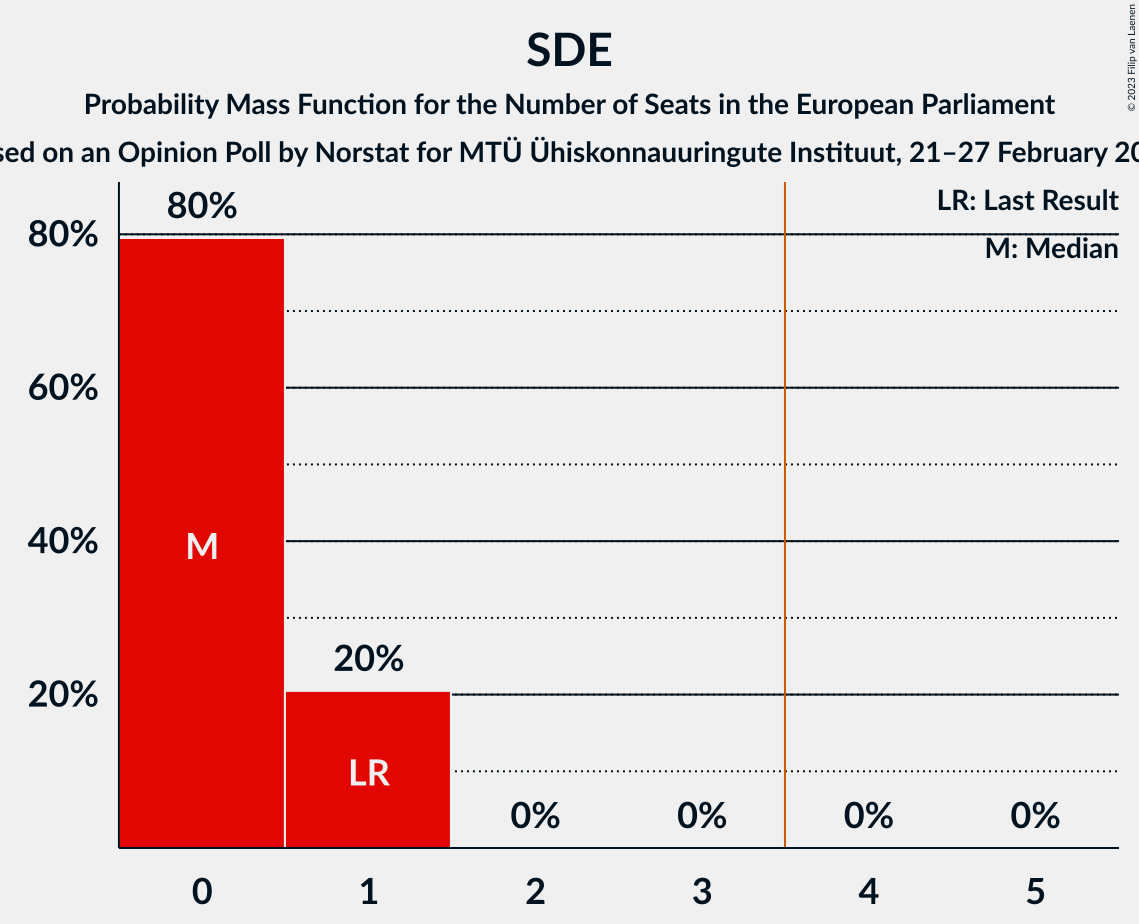 SDE
Probability Mass Function for the Number of Seats in the European Parliament
sed on an Opinion Poll by Norstat for MTÜ Ühiskonnauuringute Instituut, 21–27 February 20
© 2023 Filip van Laenen
LR: Last Result
M: Median
80%
60%
40%
20%
80%
20%
0%
0%
0%
0%
M
LR
0
1
2
3
4
5